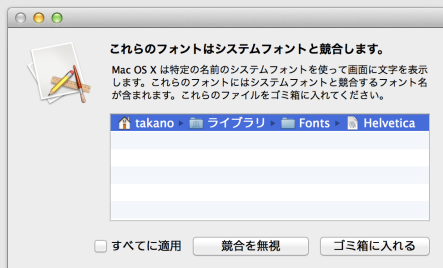 これらのフォントはシステムフォントと競合します。
Mac OS X は特定の名前のシステムフォントを使って画面に文字を表示
します。これらのフォントにはシステムフォントと競合するフォント名
が含まれます。これらのファイルをゴミ箱に入れてください。
takano ▸ ライブラリ ▸ Fonts ▸ Helvetica
すべてに適用 競合を無視 ゴミ箱に入れる